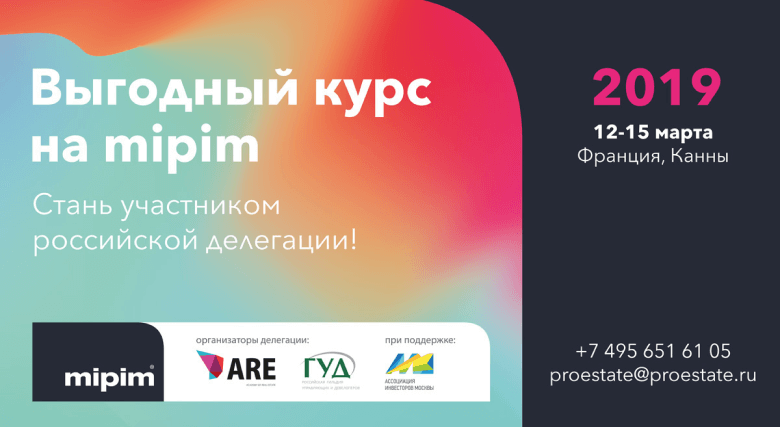 Выгодный курс
на mipim
Стань участником
российской делегации!
2019
12-15 марта
Франция, Канны
mipim®
организаторы делегации:
ARE
ГУД
при поддержке:
АССОЦИАЦИЯ
ИНВЕСТОРОВ МОСКВЫ
+7 495 651 61 05
proestate@proestate.ru